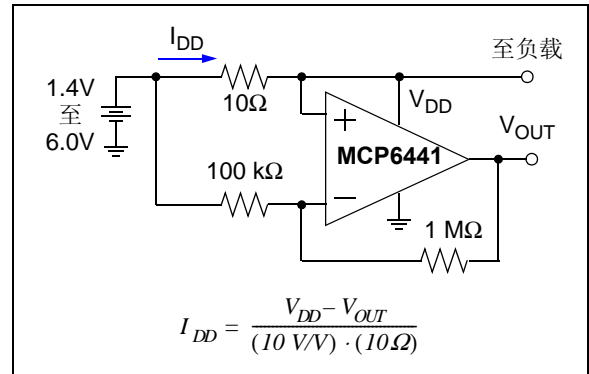 I_DD
至负载
1.4V
至
6.0V
10Ω
V_DD
V_OUT
+
MCP6441
100 kΩ
−
1 MΩ
I_DD = (V_DD – V_OUT) / ((10 V/V) · (10Ω))